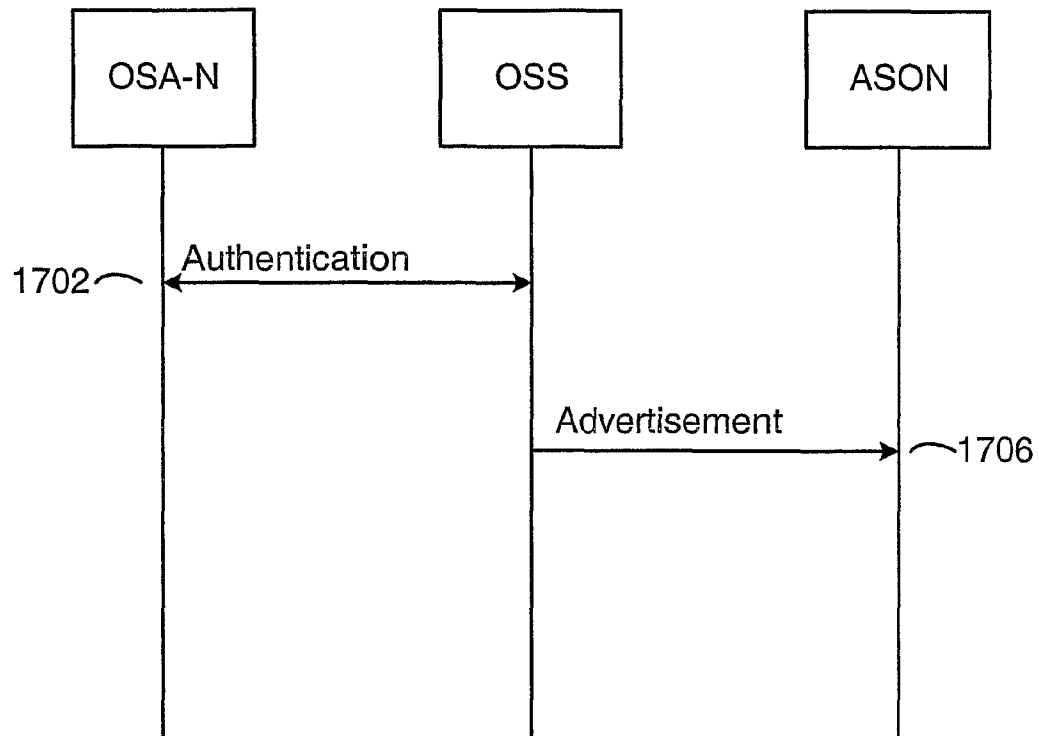 OSA-N
OSS
ASON
Authentication
1702
Advertisement
1706